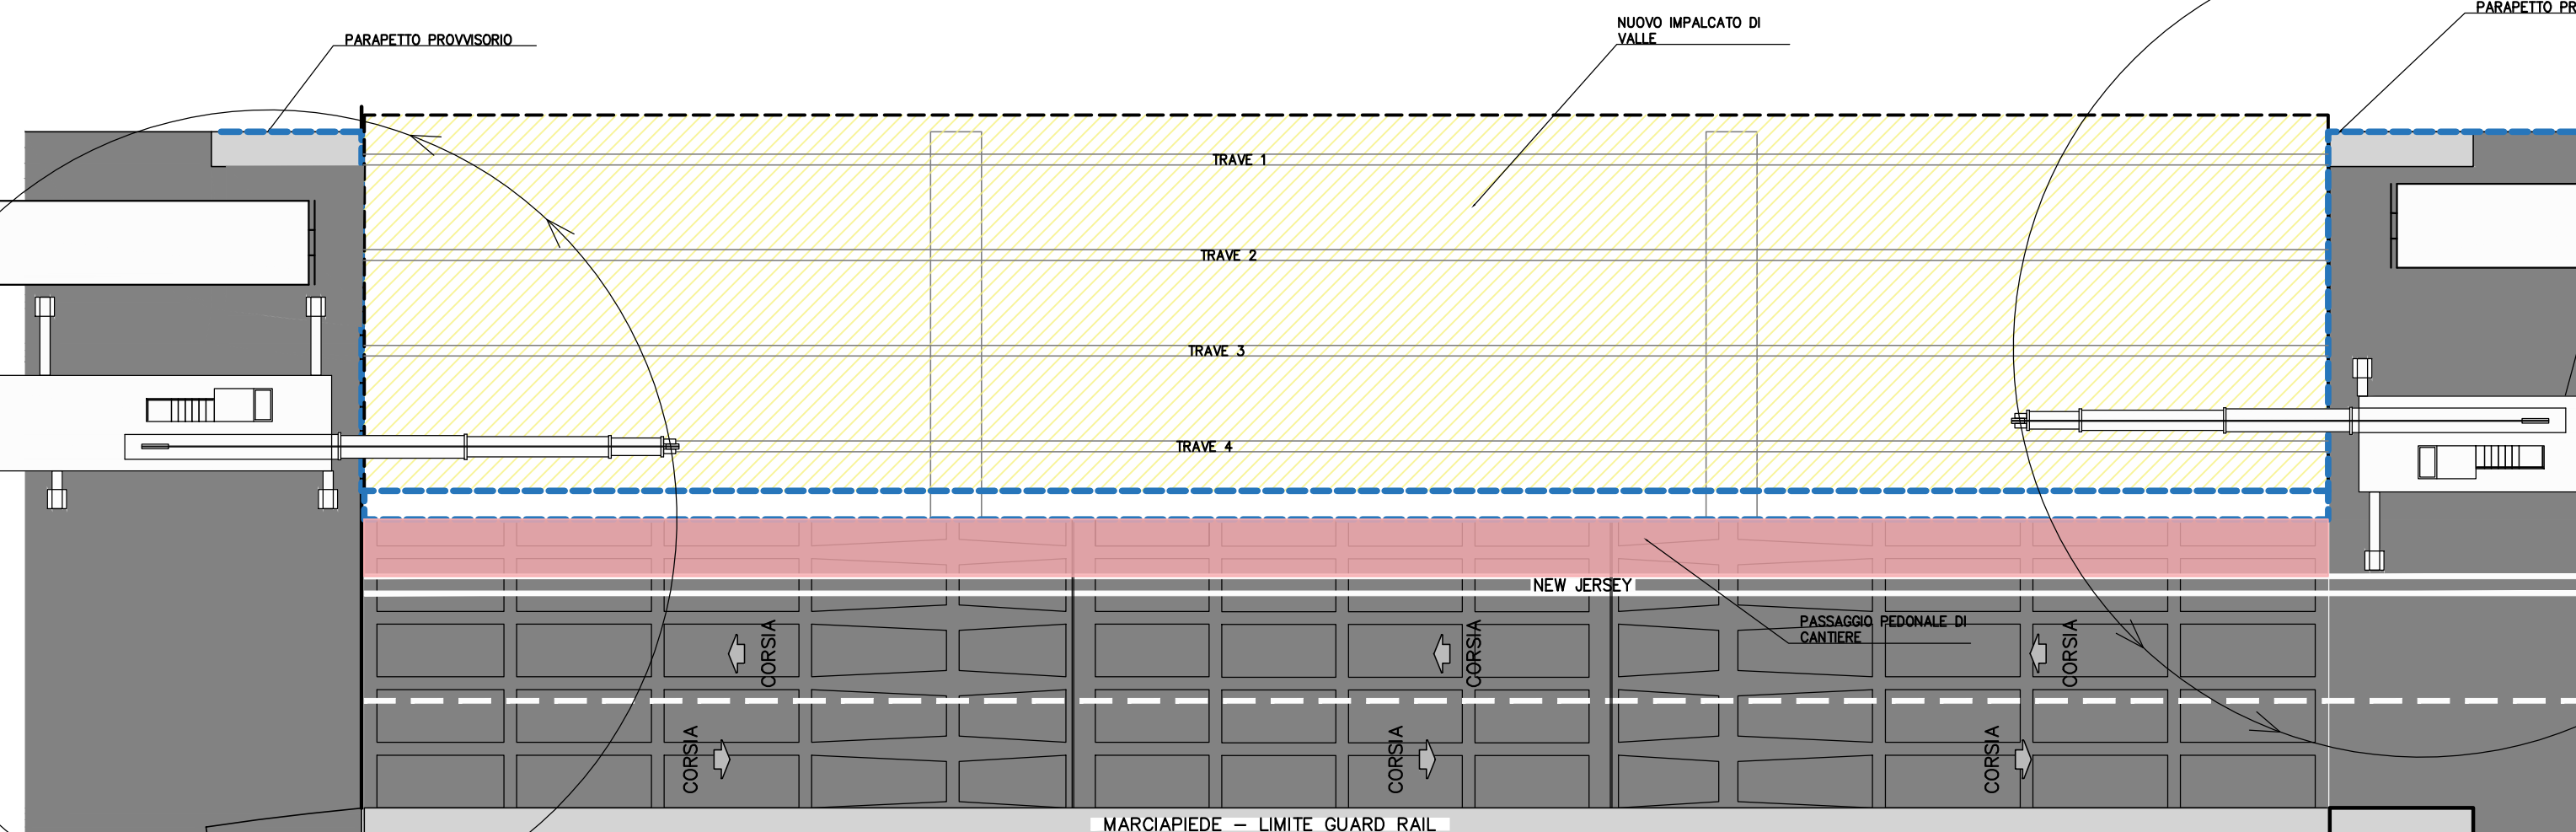 PARAPETTO PR
NUOVO IMPALCATO DI
VALLE
PARAPETTO PROVVISORIO
TRAVE 1
TRAVE 2
TRAVE 3
TRAVE 4
NEW JERSEY
PASSAGGIO PEDONALE DI
CANTIERE
CORSIA
CORSIA
CORSIA
CORSIA
CORSIA
CORSIA
MARCIAPIEDE – LIMITE GUARD RAIL